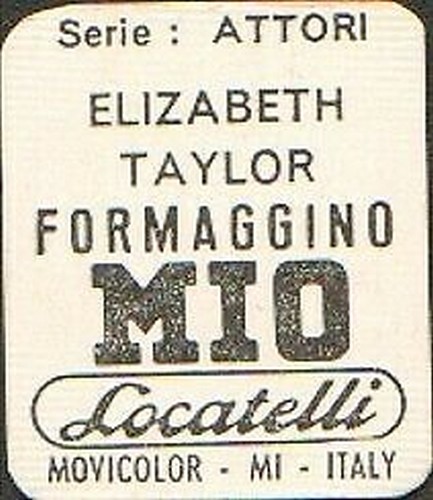 Serie : ATTORI
ELIZABETH
TAYLOR
FORMAGGINO
MIO
Locatelli
MOVICOLOR - MI - ITALY